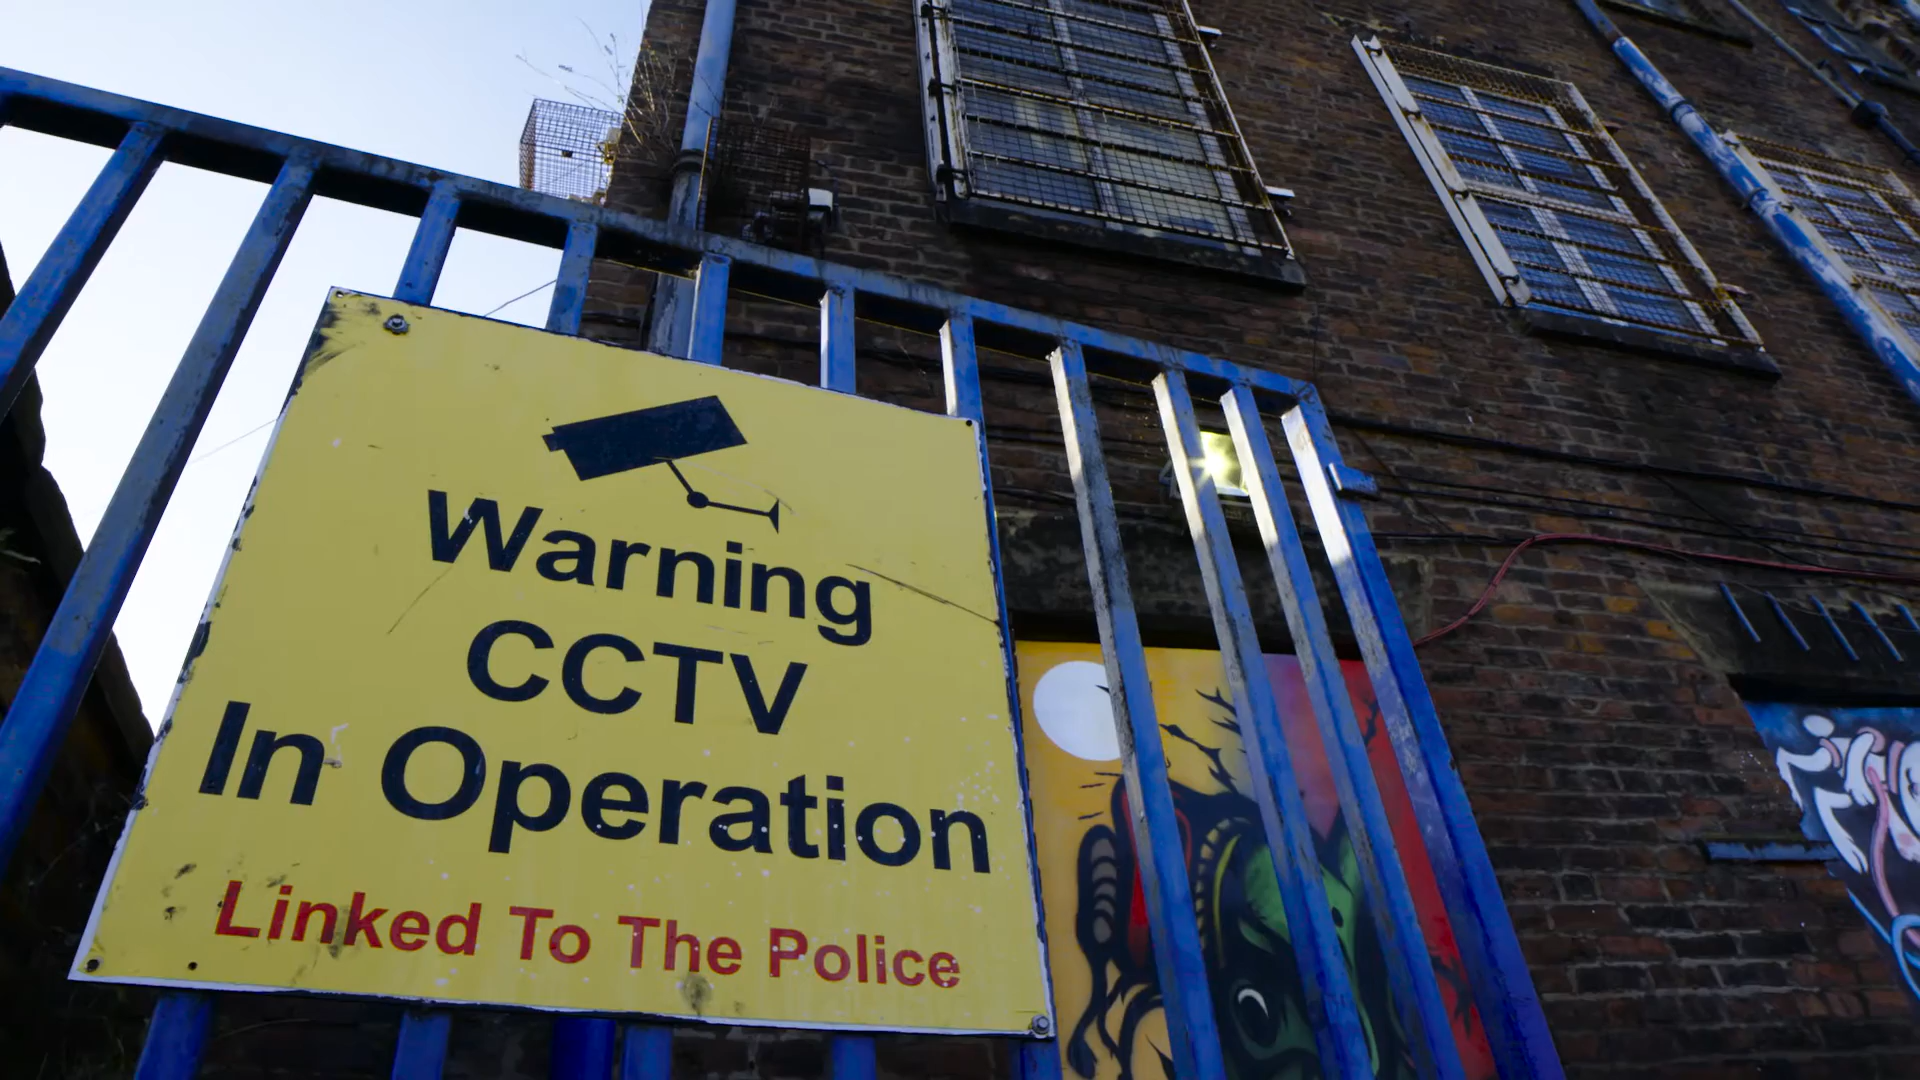 Warning
CCTV
In Operation
Linked To The Police